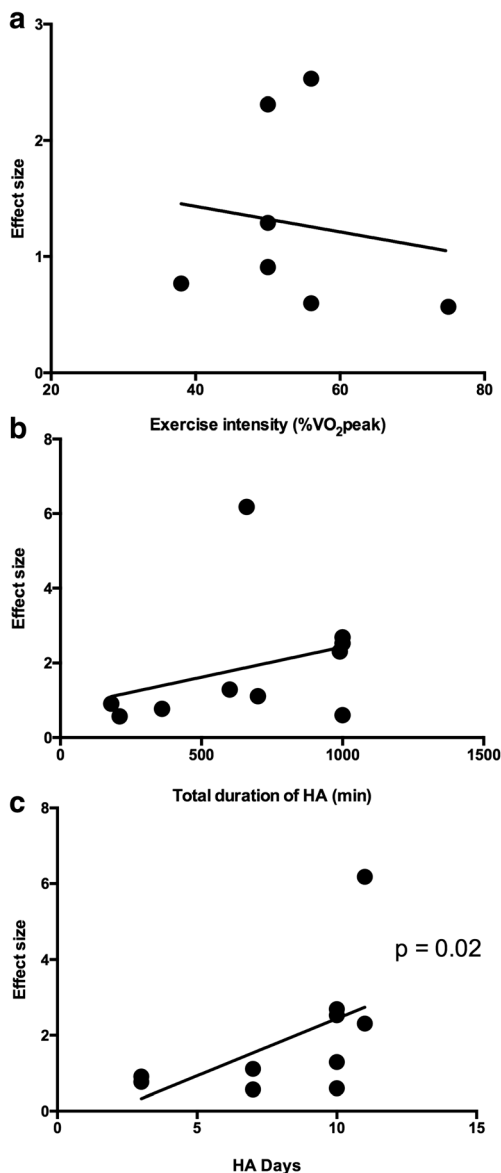 a
3
2
1
0
Effect size
20 40 60 80
Exercise intensity (%VO2peak)
b
8
6
4
2
0
Effect size
0 500 1000 1500
Total duration of HA (min)
c
8
6
4
2
0
Effect size
p = 0.02
0 5 10 15
HA Days